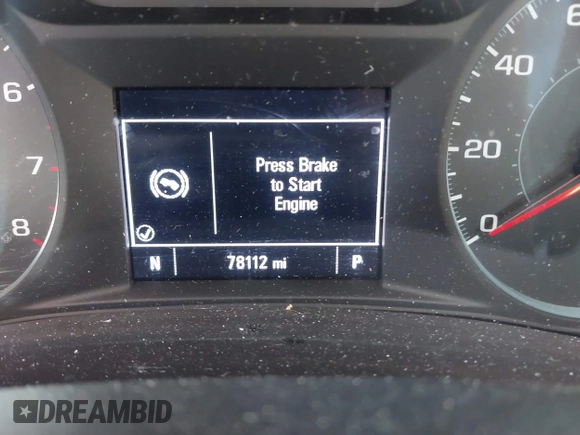 6
7
8
Press Brake
to Start
Engine
N 78112 mi P
0
20
40
DREAMBID